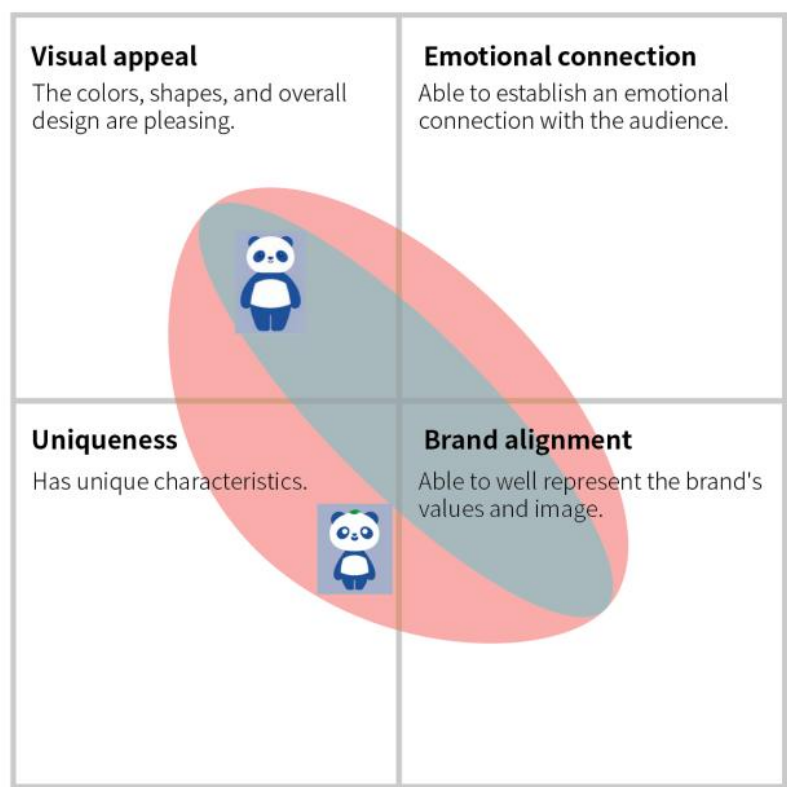 Visual appeal
The colors, shapes, and overall
design are pleasing.
Emotional connection
Able to establish an emotional
connection with the audience.
Uniqueness
Has unique characteristics.
Brand alignment
Able to well represent the brand's
values and image.